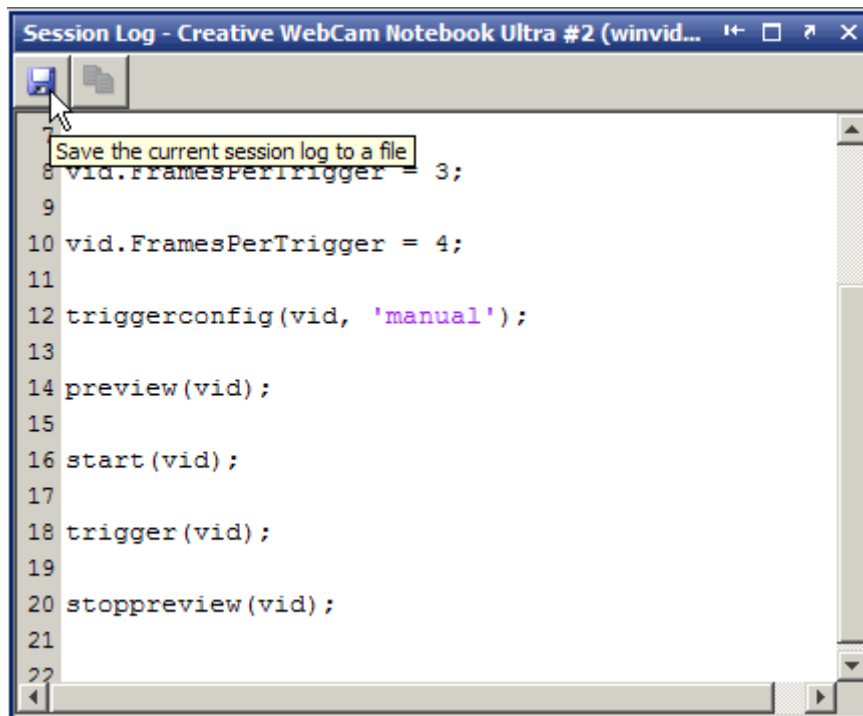 Session Log - Creative WebCam Notebook Ultra #2 (winvid...
7
Save the current session log to a file
8 vid.FramesPerTrigger = 3;
9
10 vid.FramesPerTrigger = 4;
11
12 triggerconfig(vid, 'manual');
13
14 preview(vid);
15
16 start(vid);
17
18 trigger(vid);
19
20 stoppreview(vid);
21
22